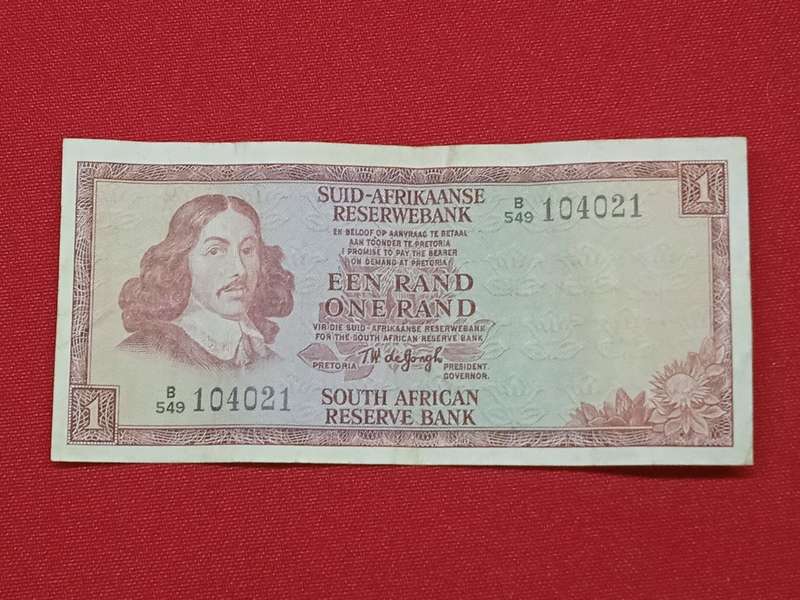 SUID-AFRIKAANSE
RESERWEBANK
B
549 104021
1
EN BELOOF OP AANVRAAG TE BETAAL
AAN TOONDER TE PRETORIA
I PROMISE TO PAY THE BEARER
ON DEMAND AT PRETORIA
EEN RAND
ONE RAND
VIR DIE SUID-AFRIKAANSE RESERWEBANK
FOR THE SOUTH AFRICAN RESERVE BANK
PRETORIA T W de Jongh PRESIDENT
GOVERNOR.
1
B
549 104021
SOUTH AFRICAN
RESERVE BANK